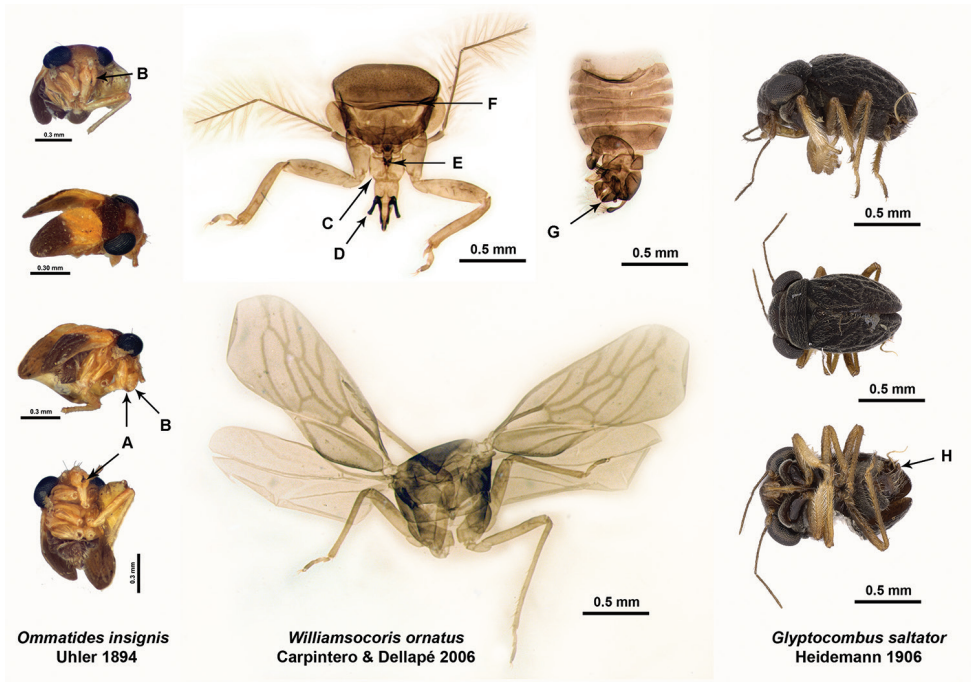 B
0.3 mm
0.30 mm
0.3 mm
B
A
0.3 mm
Ommatides insignis
Uhler 1894
F
E
C
D
0.5 mm
G
0.5 mm
0.5 mm
Williamsocoris ornatus
Carpintero & Dellapé 2006
0.5 mm
0.5 mm
H
0.5 mm
Glyptocombus saltator
Heidemann 1906